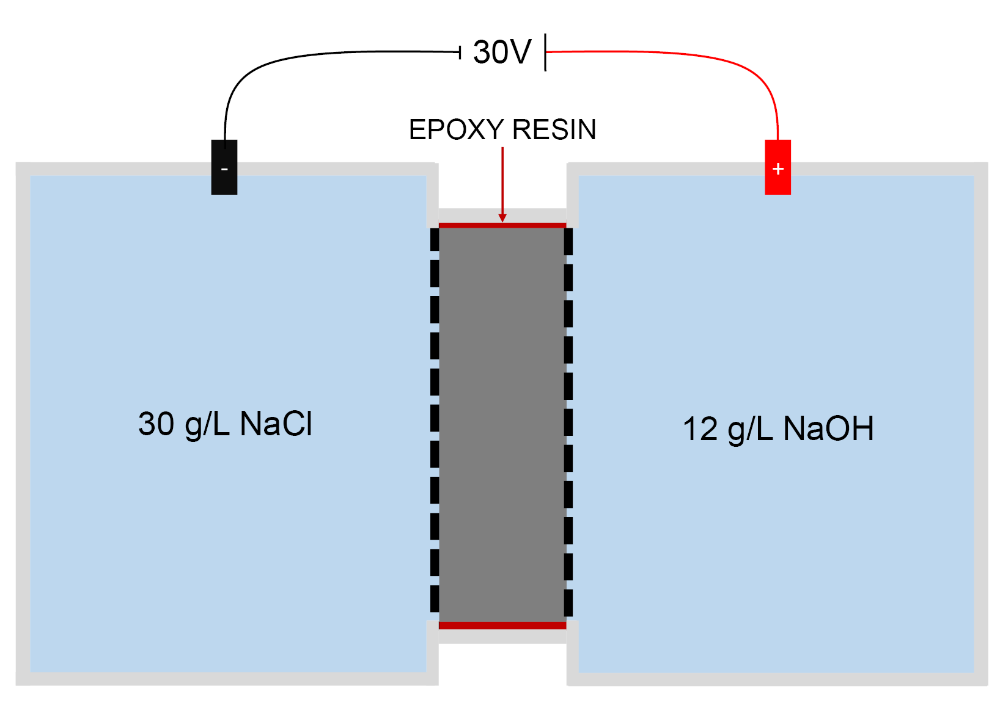 30V
EPOXY RESIN
-
+
30 g/L NaCl
12 g/L NaOH